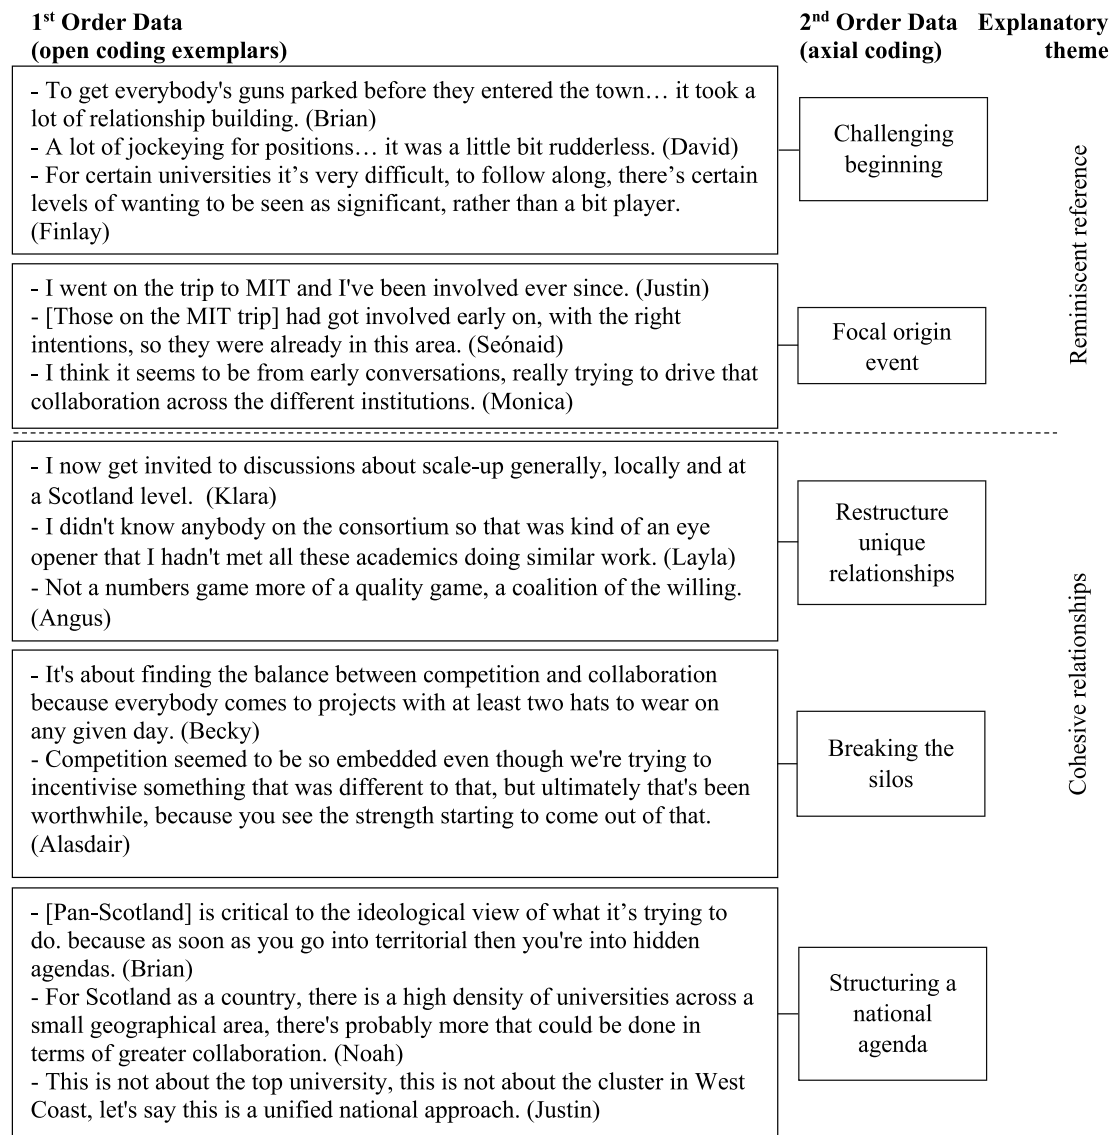 1st Order Data
(open coding exemplars)
2nd Order Data
(axial coding)
Explanatory
theme
- To get everybody's guns parked before they entered the town… it took a
lot of relationship building. (Brian)
- A lot of jockeying for positions… it was a little bit rudderless. (David)
- For certain universities it’s very difficult, to follow along, there’s certain
levels of wanting to be seen as significant, rather than a bit player.
(Finlay)
Challenging
beginning
- I went on the trip to MIT and I've been involved ever since. (Justin)
- [Those on the MIT trip] had got involved early on, with the right
intentions, so they were already in this area. (Seónaid)
- I think it seems to be from early conversations, really trying to drive that
collaboration across the different institutions. (Monica)
Focal origin
event
Reminiscent reference
- I now get invited to discussions about scale-up generally, locally and at
a Scotland level.  (Klara)
- I didn't know anybody on the consortium so that was kind of an eye
opener that I hadn't met all these academics doing similar work. (Layla)
- Not a numbers game more of a quality game, a coalition of the willing.
(Angus)
Restructure
unique
relationships
- It's about finding the balance between competition and collaboration
because everybody comes to projects with at least two hats to wear on
any given day. (Becky)
- Competition seemed to be so embedded even though we're trying to
incentivise something that was different to that, but ultimately that's been
worthwhile, because you see the strength starting to come out of that.
(Alasdair)
Breaking the
silos
- [Pan-Scotland] is critical to the ideological view of what it’s trying to
do. because as soon as you go into territorial then you're into hidden
agendas. (Brian)
- For Scotland as a country, there is a high density of universities across a
small geographical area, there's probably more that could be done in
terms of greater collaboration. (Noah)
- This is not about the top university, this is not about the cluster in West
Coast, let's say this is a unified national approach. (Justin)
Structuring a
national
agenda
Cohesive relationships